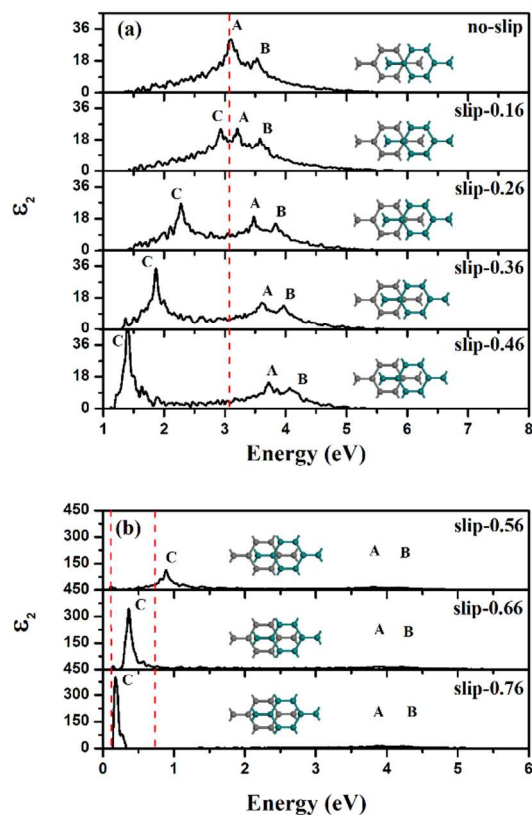 (a)
no-slip
A
B
36
24
12
0
slip-0.16
C
A
B
36
18
0
slip-0.26
C
A
B
36
18
0
slip-0.36
C
A
B
36
18
0
slip-0.46
C
A
B
36
18
0
ε2
1 2 3 4 5 6 7 8
Energy (eV)
(b)
slip-0.56
C
A
B
450
300
150
450
slip-0.66
C
A
B
300
150
450
slip-0.76
C
A
B
300
150
0
ε2
0 1 2 3 4 5 6
Energy (eV)